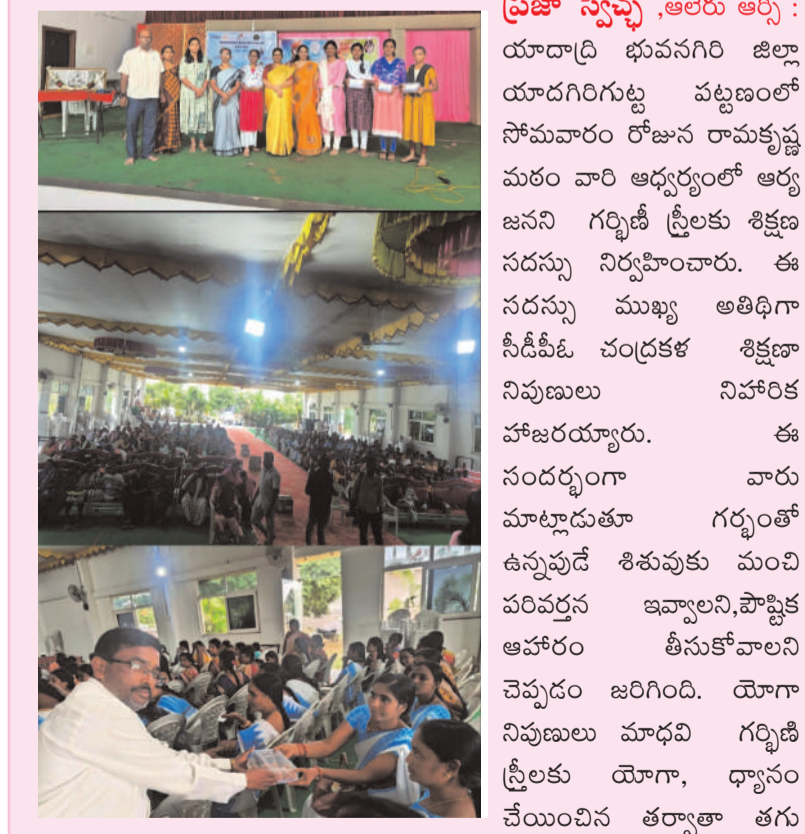 ప్రజా స్వేచ్ఛ ,ఆలేరు ఆర్సి :
యాదాద్రి భువనగిరి జిల్లా
యాదగిరిగుట్ట పట్టణంలో
సోమవారం రోజున రామకృష్ణ
మఠం వారి ఆధ్వర్యంలో ఆర్య
జనని గర్భిణీ స్త్రీలకు శిక్షణ
సదస్సు నిర్వహించారు. ఈ
సదస్సు ముఖ్య అతిథిగా
సీడీపీఓ చంద్రకళ శిక్షణా
నిపుణులు నిహారిక
హాజరయ్యారు. ఈ
సందర్భంగా వారు
మాట్లాడుతూ గర్భంతో
ఉన్నపుడే శిశువుకు మంచి
పరివర్తన ఇవ్వాలని,పౌష్టిక
ఆహారం తీసుకోవాలని
చెప్పడం జరిగింది. యోగా
నిపుణులు మాధవి గర్భిణి
స్త్రీలకు యోగా, ధ్యానం
చేయించిన తర్వాతా తగు